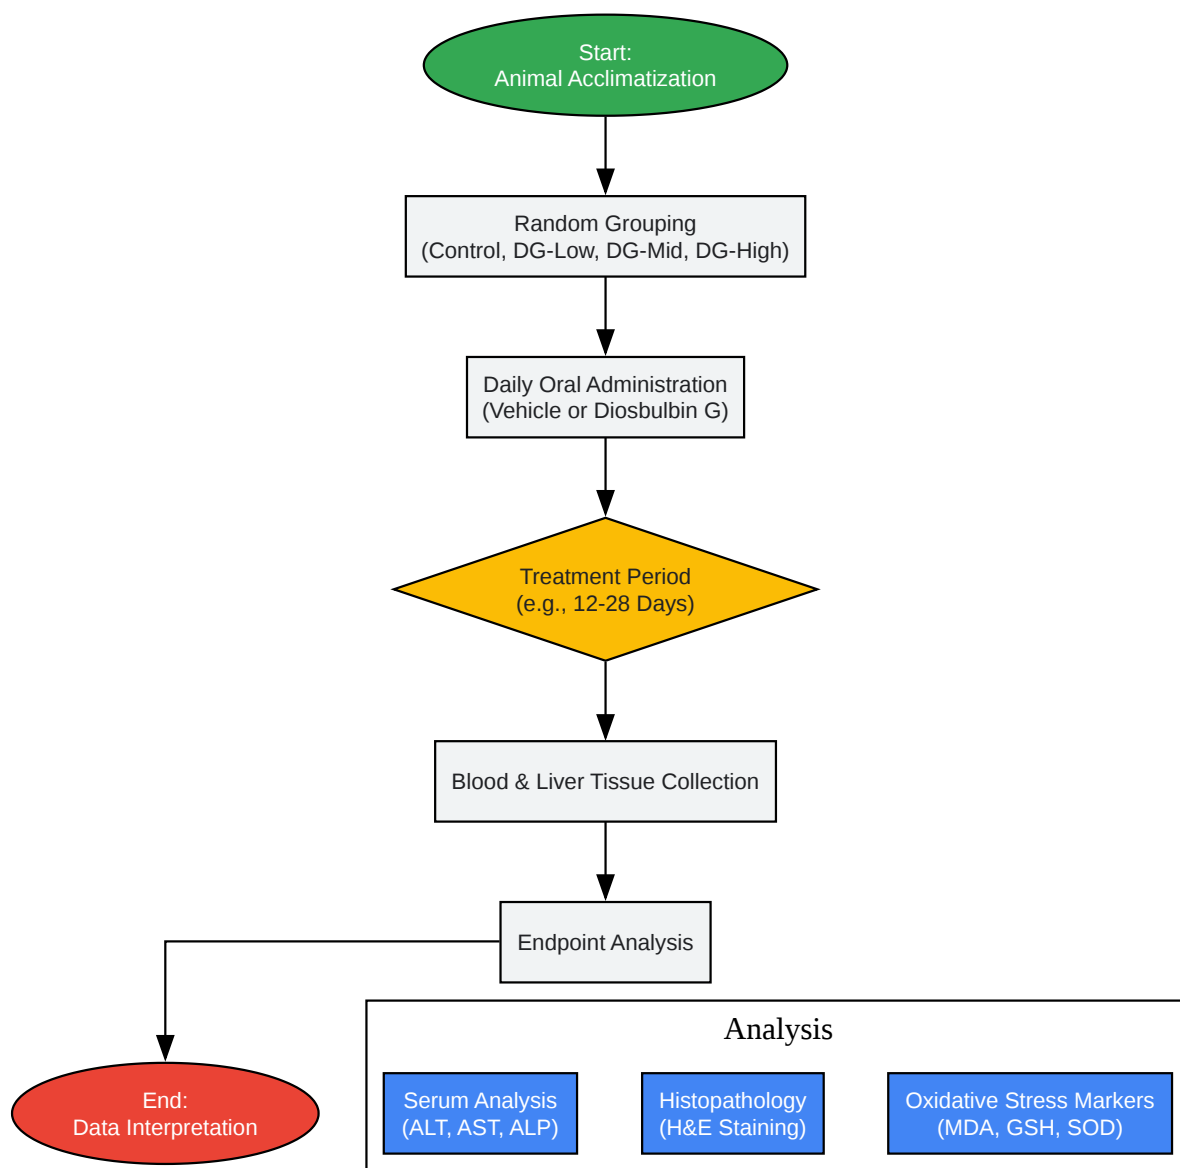 Start:
Animal Acclimatization
Random Grouping
(Control, DG-Low, DG-Mid, DG-High)
Daily Oral Administration
(Vehicle or Diosbulbin G)
Treatment Period
(e.g., 12-28 Days)
Blood & Liver Tissue Collection
Endpoint Analysis
Analysis
End:
Data Interpretation
Serum Analysis
(ALT, AST, ALP)
Histopathology
(H&E Staining)
Oxidative Stress Markers
(MDA, GSH, SOD)